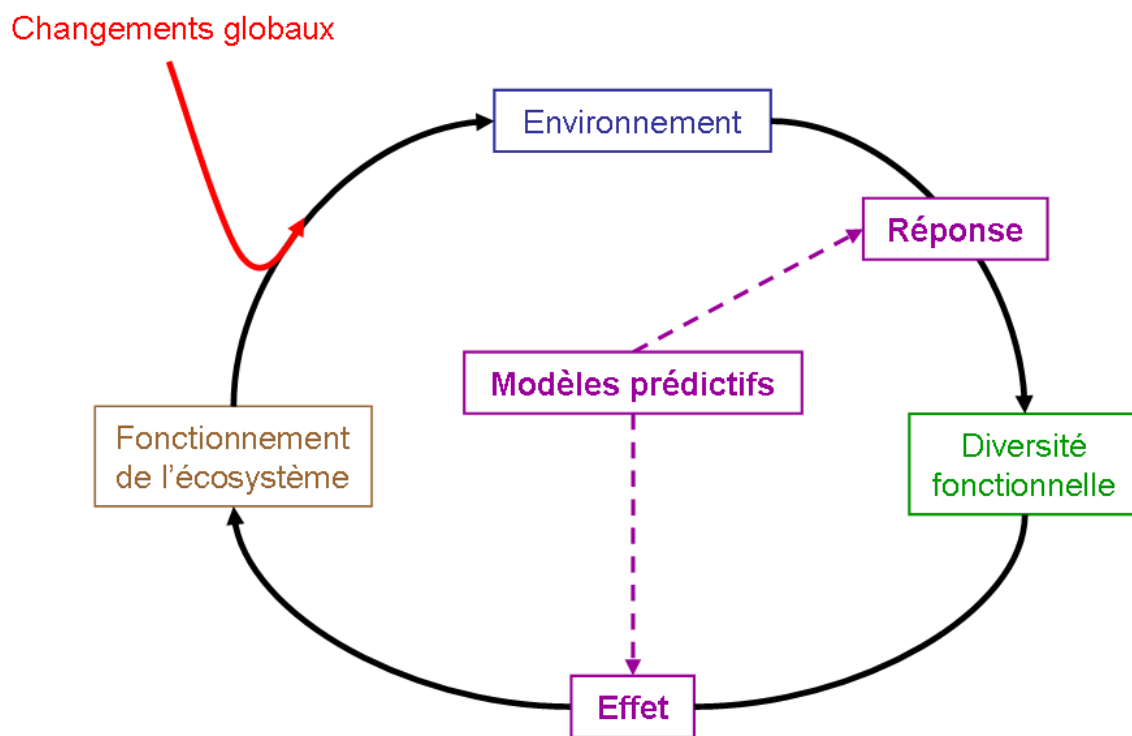 Changements globaux
Environnement
Réponse
Modèles prédictifs
Fonctionnement
de l'écosystème
Diversité
fonctionnelle
Effet